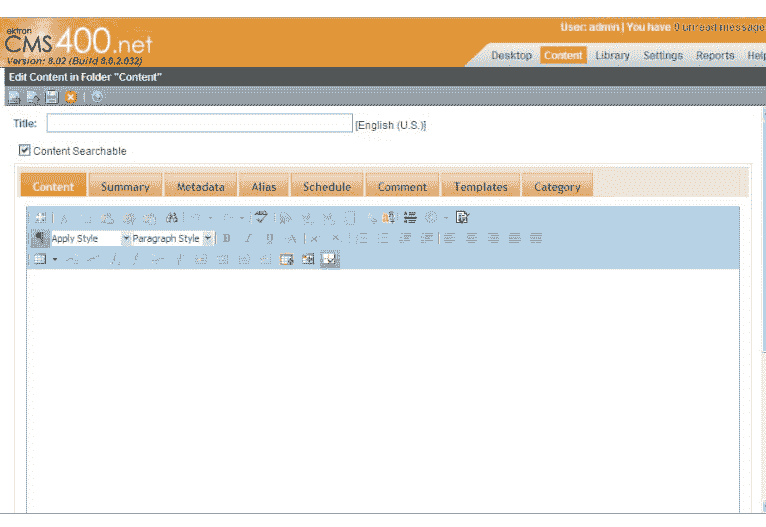 ektron
CMS400.net
Version: 8.02 (Build 8.0.2.032)
User: admin | You have 0 unread message
Desktop Content Library Settings Reports Help
Edit Content in Folder "Content"
Title: [English (U.S.)]
Content Searchable
Content Summary Metadata Alias Schedule Comment Templates Category
Apply Style Paragraph Style B I U A